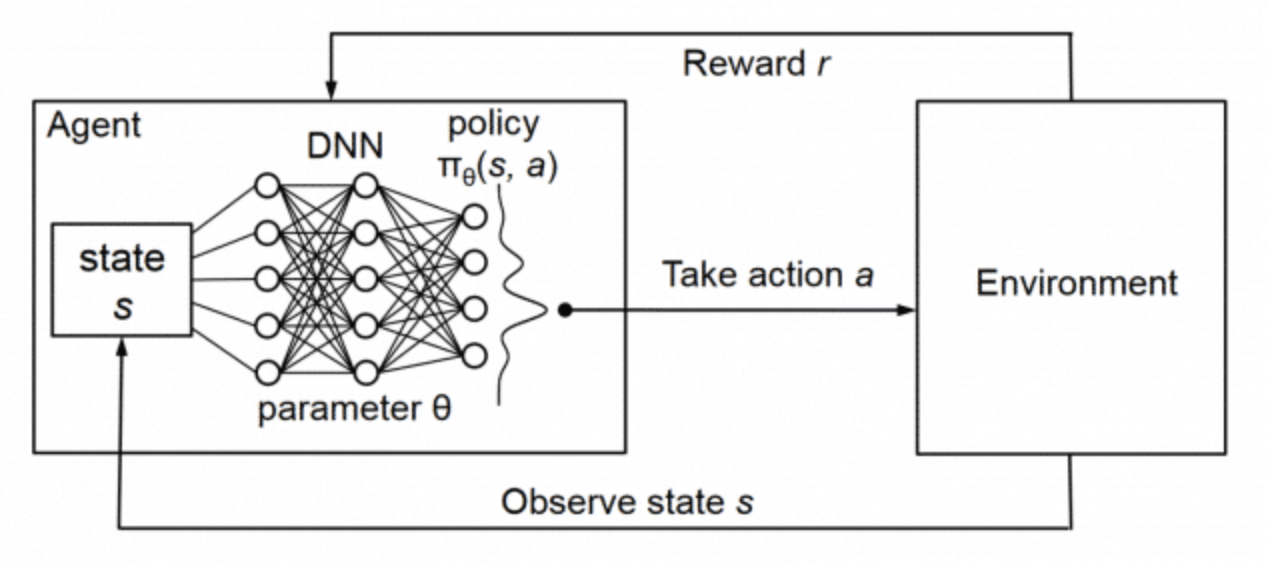 Reward r
Agent
DNN
policy
πθ(s, a)
state
s
Take action a
Environment
parameter θ
Observe state s